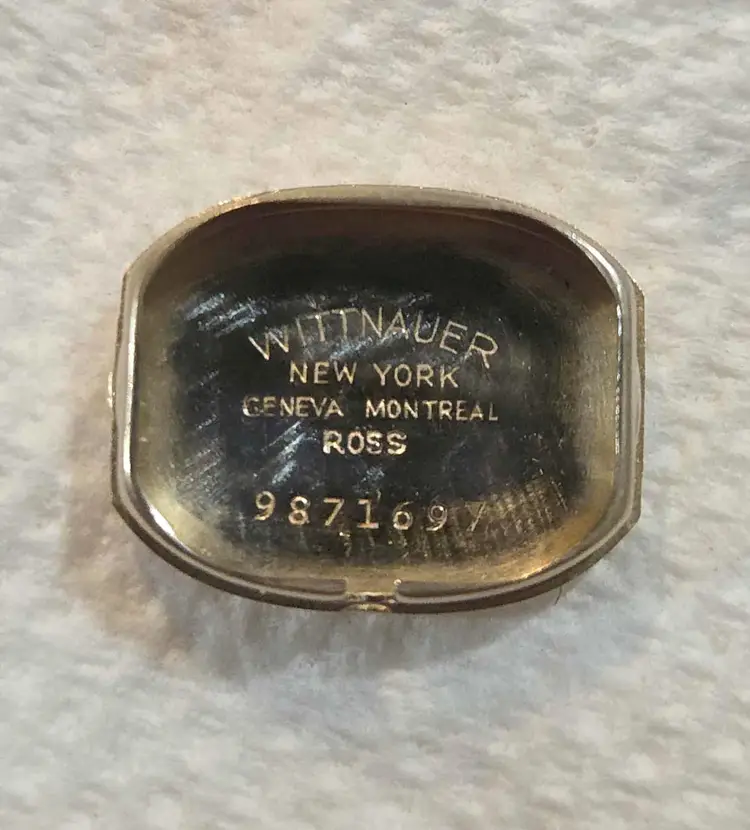 WITTNAUER
NEW YORK
GENEVA MONTREAL
ROSS
9871697